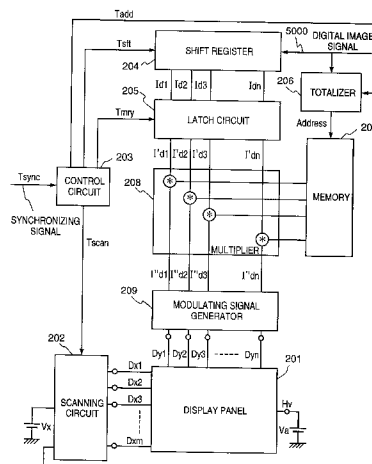 Tadd
5000
DIGITAL IMAGE
SIGNAL
Tsft
SHIFT REGISTER
204
206
Id1 Id2 Id3 Idn
TOTALIZER
205
LATCH CIRCUIT
Tmry
Address
20
I'd1 I'd2 I'd3 I'dn
203
208
Tsync
CONTROL
CIRCUIT
SYNCHRONIZING
SIGNAL
MEMORY
Tscan
MULTIPLIER
I"d1 I"d2 I"d3 I"dn
209
MODULATING SIGNAL
GENERATOR
202
Dy1 Dy2 Dy3 Dyn
201
SCANNING
CIRCUIT
Dx1
Dx2
Dx3
Dxm
DISPLAY PANEL
Vx
Hv
Va